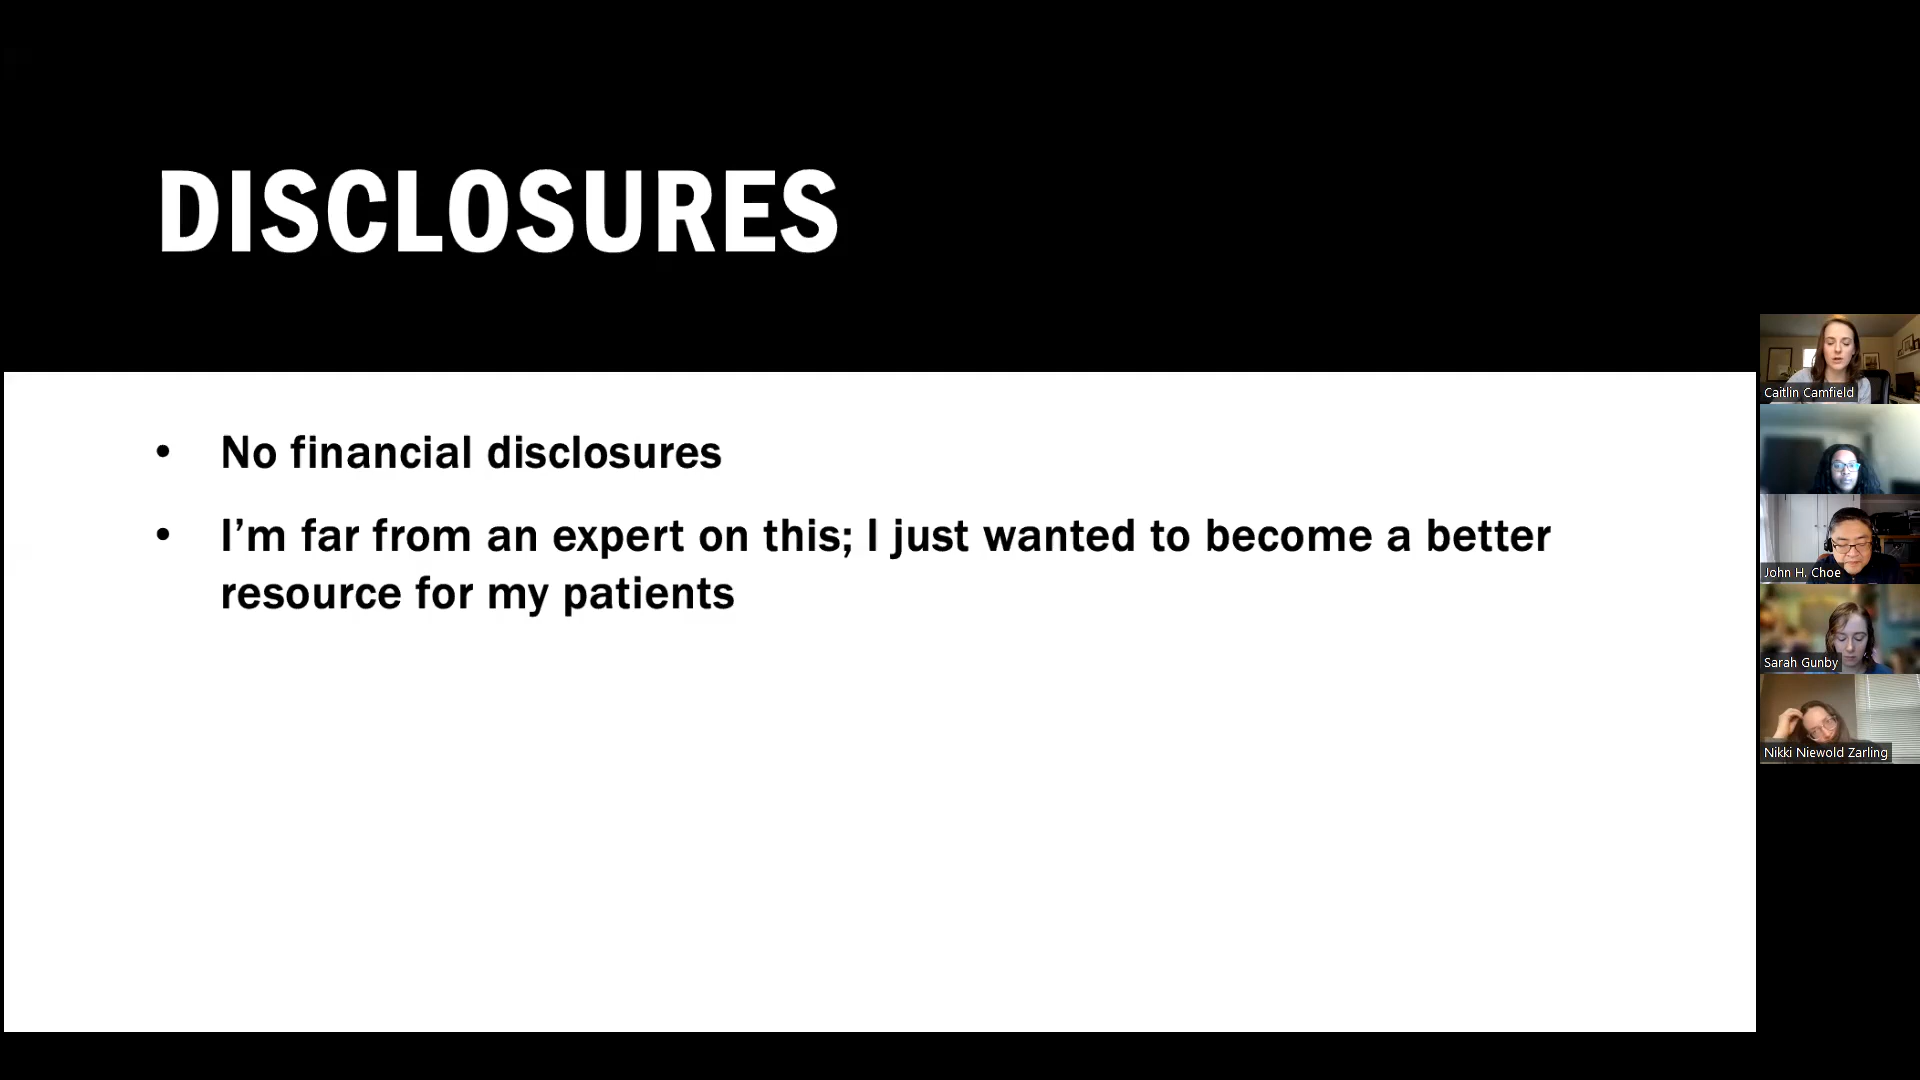 DISCLOSURES
• No financial disclosures
• I’m far from an expert on this; I just wanted to become a better
resource for my patients
Caitlin Camfield
John H. Choe
Sarah Gunby
Nikki Niewold Zarling